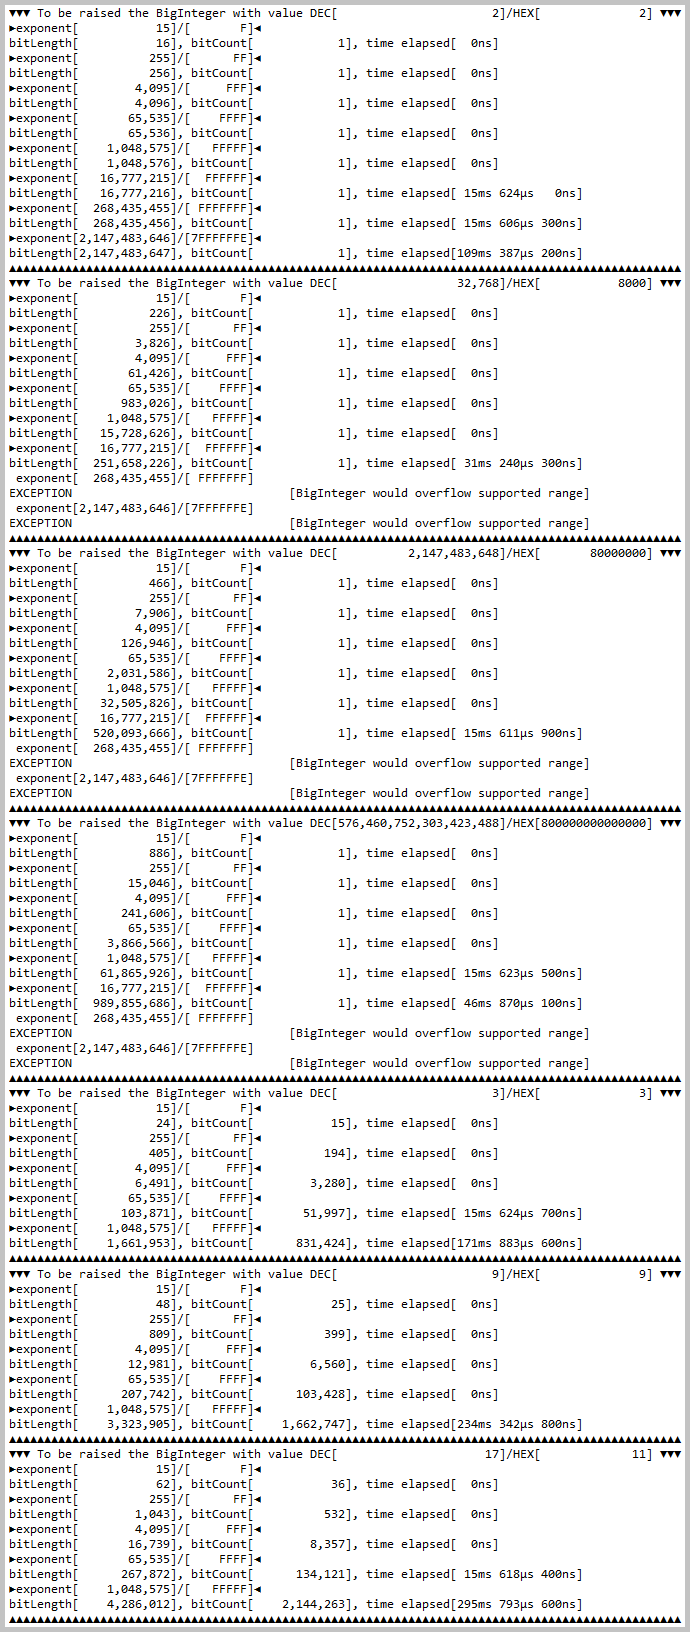 ▼▼▼ To be raised the BigInteger with value DEC[                      2]/HEX[              2] ▼▼▼
►exponent[           15]/[       F]◄
bitLength[           16], bitCount[            1], time elapsed[  0ns]
►exponent[          255]/[      FF]◄
bitLength[          256], bitCount[            1], time elapsed[  0ns]
►exponent[        4,095]/[     FFF]◄
bitLength[        4,096], bitCount[            1], time elapsed[  0ns]
►exponent[       65,535]/[    FFFF]◄
bitLength[       65,536], bitCount[            1], time elapsed[  0ns]
►exponent[    1,048,575]/[   FFFFF]◄
bitLength[    1,048,576], bitCount[            1], time elapsed[  0ns]
►exponent[   16,777,215]/[  FFFFFF]◄
bitLength[   16,777,216], bitCount[            1], time elapsed[ 15ms 624µs   0ns]
►exponent[  268,435,455]/[ FFFFFFF]◄
bitLength[  268,435,456], bitCount[            1], time elapsed[ 15ms 606µs 300ns]
►exponent[2,147,483,646]/[7FFFFFFE]◄
bitLength[2,147,483,647], bitCount[            1], time elapsed[109ms 387µs 200ns]
▲▲▲▲▲▲▲▲▲▲▲▲▲▲▲▲▲▲▲▲▲▲▲▲▲▲▲▲▲▲▲▲▲▲▲▲▲▲▲▲▲▲▲▲▲▲▲▲▲▲▲▲▲▲▲▲▲▲▲▲▲▲▲▲▲▲▲▲▲▲▲▲▲▲▲▲▲▲▲▲▲▲▲▲▲▲▲▲▲▲▲▲▲▲
▼▼▼ To be raised the BigInteger with value DEC[                 32,768]/HEX[           8000] ▼▼▼
►exponent[           15]/[       F]◄
bitLength[          226], bitCount[            1], time elapsed[  0ns]
►exponent[          255]/[      FF]◄
bitLength[        3,826], bitCount[            1], time elapsed[  0ns]
►exponent[        4,095]/[     FFF]◄
bitLength[       61,426], bitCount[            1], time elapsed[  0ns]
►exponent[       65,535]/[    FFFF]◄
bitLength[      983,026], bitCount[            1], time elapsed[  0ns]
►exponent[    1,048,575]/[   FFFFF]◄
bitLength[   15,728,626], bitCount[            1], time elapsed[  0ns]
►exponent[   16,777,215]/[  FFFFFF]◄
bitLength[  251,658,226], bitCount[            1], time elapsed[ 31ms 240µs 300ns]
 exponent[  268,435,455]/[ FFFFFFF]
EXCEPTION                               [BigInteger would overflow supported range]
 exponent[2,147,483,646]/[7FFFFFFE]
EXCEPTION                               [BigInteger would overflow supported range]
▲▲▲▲▲▲▲▲▲▲▲▲▲▲▲▲▲▲▲▲▲▲▲▲▲▲▲▲▲▲▲▲▲▲▲▲▲▲▲▲▲▲▲▲▲▲▲▲▲▲▲▲▲▲▲▲▲▲▲▲▲▲▲▲▲▲▲▲▲▲▲▲▲▲▲▲▲▲▲▲▲▲▲▲▲▲▲▲▲▲▲▲▲▲
▼▼▼ To be raised the BigInteger with value DEC[          2,147,483,648]/HEX[       80000000] ▼▼▼
►exponent[           15]/[       F]◄
bitLength[          466], bitCount[            1], time elapsed[  0ns]
►exponent[          255]/[      FF]◄
bitLength[        7,906], bitCount[            1], time elapsed[  0ns]
►exponent[        4,095]/[     FFF]◄
bitLength[      126,946], bitCount[            1], time elapsed[  0ns]
►exponent[       65,535]/[    FFFF]◄
bitLength[    2,031,586], bitCount[            1], time elapsed[  0ns]
►exponent[    1,048,575]/[   FFFFF]◄
bitLength[   32,505,826], bitCount[            1], time elapsed[  0ns]
►exponent[   16,777,215]/[  FFFFFF]◄
bitLength[  520,093,666], bitCount[            1], time elapsed[ 15ms 611µs 900ns]
 exponent[  268,435,455]/[ FFFFFFF]
EXCEPTION                               [BigInteger would overflow supported range]
 exponent[2,147,483,646]/[7FFFFFFE]
EXCEPTION                               [BigInteger would overflow supported range]
▲▲▲▲▲▲▲▲▲▲▲▲▲▲▲▲▲▲▲▲▲▲▲▲▲▲▲▲▲▲▲▲▲▲▲▲▲▲▲▲▲▲▲▲▲▲▲▲▲▲▲▲▲▲▲▲▲▲▲▲▲▲▲▲▲▲▲▲▲▲▲▲▲▲▲▲▲▲▲▲▲▲▲▲▲▲▲▲▲▲▲▲▲▲
▼▼▼ To be raised the BigInteger with value DEC[576,460,752,303,423,488]/HEX[800000000000000] ▼▼▼
►exponent[           15]/[       F]◄
bitLength[          886], bitCount[            1], time elapsed[  0ns]
►exponent[          255]/[      FF]◄
bitLength[       15,046], bitCount[            1], time elapsed[  0ns]
►exponent[        4,095]/[     FFF]◄
bitLength[      241,606], bitCount[            1], time elapsed[  0ns]
►exponent[       65,535]/[    FFFF]◄
bitLength[    3,866,566], bitCount[            1], time elapsed[  0ns]
►exponent[    1,048,575]/[   FFFFF]◄
bitLength[   61,865,926], bitCount[            1], time elapsed[ 15ms 623µs 500ns]
►exponent[   16,777,215]/[  FFFFFF]◄
bitLength[  989,855,686], bitCount[            1], time elapsed[ 46ms 870µs 100ns]
 exponent[  268,435,455]/[ FFFFFFF]
EXCEPTION                               [BigInteger would overflow supported range]
 exponent[2,147,483,646]/[7FFFFFFE]
EXCEPTION                               [BigInteger would overflow supported range]
▲▲▲▲▲▲▲▲▲▲▲▲▲▲▲▲▲▲▲▲▲▲▲▲▲▲▲▲▲▲▲▲▲▲▲▲▲▲▲▲▲▲▲▲▲▲▲▲▲▲▲▲▲▲▲▲▲▲▲▲▲▲▲▲▲▲▲▲▲▲▲▲▲▲▲▲▲▲▲▲▲▲▲▲▲▲▲▲▲▲▲▲▲▲
▼▼▼ To be raised the BigInteger with value DEC[                      3]/HEX[              3] ▼▼▼
►exponent[           15]/[       F]◄
bitLength[           24], bitCount[           15], time elapsed[  0ns]
►exponent[          255]/[      FF]◄
bitLength[          405], bitCount[          194], time elapsed[  0ns]
►exponent[        4,095]/[     FFF]◄
bitLength[        6,491], bitCount[        3,280], time elapsed[  0ns]
►exponent[       65,535]/[    FFFF]◄
bitLength[      103,871], bitCount[       51,997], time elapsed[ 15ms 624µs 700ns]
►exponent[    1,048,575]/[   FFFFF]◄
bitLength[    1,661,953], bitCount[      831,424], time elapsed[171ms 883µs 600ns]
▲▲▲▲▲▲▲▲▲▲▲▲▲▲▲▲▲▲▲▲▲▲▲▲▲▲▲▲▲▲▲▲▲▲▲▲▲▲▲▲▲▲▲▲▲▲▲▲▲▲▲▲▲▲▲▲▲▲▲▲▲▲▲▲▲▲▲▲▲▲▲▲▲▲▲▲▲▲▲▲▲▲▲▲▲▲▲▲▲▲▲▲▲▲
▼▼▼ To be raised the BigInteger with value DEC[                      9]/HEX[              9] ▼▼▼
►exponent[           15]/[       F]◄
bitLength[           48], bitCount[           25], time elapsed[  0ns]
►exponent[          255]/[      FF]◄
bitLength[          809], bitCount[          399], time elapsed[  0ns]
►exponent[        4,095]/[     FFF]◄
bitLength[       12,981], bitCount[        6,560], time elapsed[  0ns]
►exponent[       65,535]/[    FFFF]◄
bitLength[      207,742], bitCount[      103,428], time elapsed[  0ns]
►exponent[    1,048,575]/[   FFFFF]◄
bitLength[    3,323,905], bitCount[    1,662,747], time elapsed[234ms 342µs 800ns]
▲▲▲▲▲▲▲▲▲▲▲▲▲▲▲▲▲▲▲▲▲▲▲▲▲▲▲▲▲▲▲▲▲▲▲▲▲▲▲▲▲▲▲▲▲▲▲▲▲▲▲▲▲▲▲▲▲▲▲▲▲▲▲▲▲▲▲▲▲▲▲▲▲▲▲▲▲▲▲▲▲▲▲▲▲▲▲▲▲▲▲▲▲▲
▼▼▼ To be raised the BigInteger with value DEC[                     17]/HEX[             11] ▼▼▼
►exponent[           15]/[       F]◄
bitLength[           62], bitCount[           36], time elapsed[  0ns]
►exponent[          255]/[      FF]◄
bitLength[        1,043], bitCount[          532], time elapsed[  0ns]
►exponent[        4,095]/[     FFF]◄
bitLength[       16,739], bitCount[        8,357], time elapsed[  0ns]
►exponent[       65,535]/[    FFFF]◄
bitLength[      267,872], bitCount[      134,121], time elapsed[ 15ms 618µs 400ns]
►exponent[    1,048,575]/[   FFFFF]◄
bitLength[    4,286,012], bitCount[    2,144,263], time elapsed[295ms 793µs 600ns]
▲▲▲▲▲▲▲▲▲▲▲▲▲▲▲▲▲▲▲▲▲▲▲▲▲▲▲▲▲▲▲▲▲▲▲▲▲▲▲▲▲▲▲▲▲▲▲▲▲▲▲▲▲▲▲▲▲▲▲▲▲▲▲▲▲▲▲▲▲▲▲▲▲▲▲▲▲▲▲▲▲▲▲▲▲▲▲▲▲▲▲▲▲▲